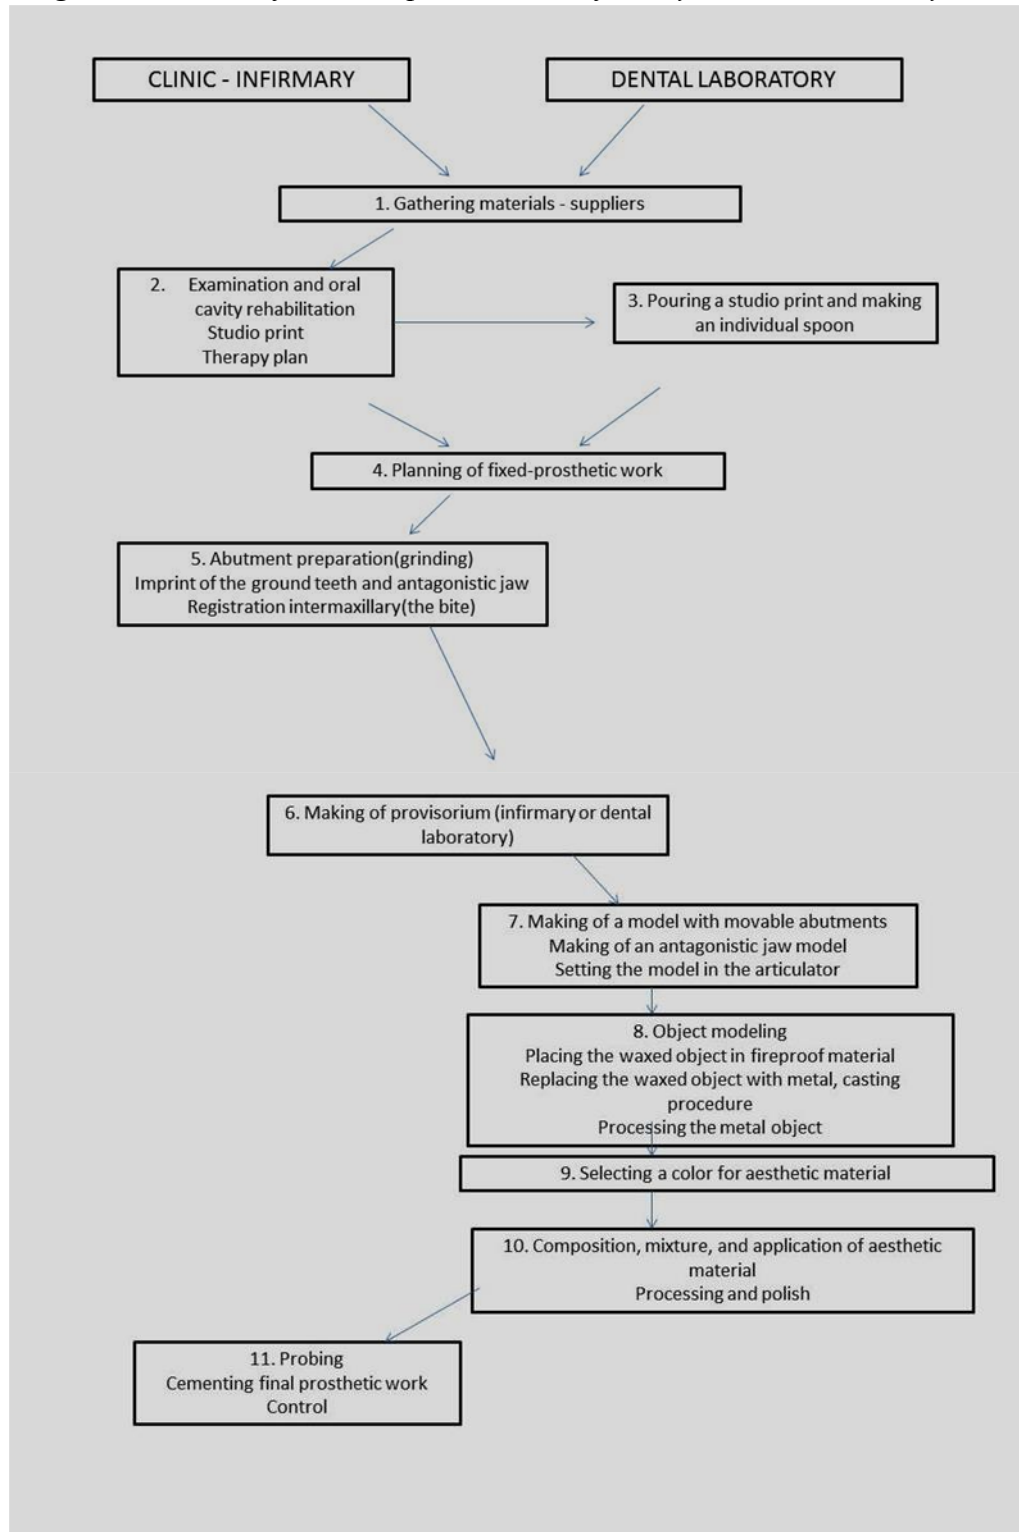 CLINIC - INFIRMARY
DENTAL LABORATORY
1. Gathering materials - suppliers
2. Examination and oral
cavity rehabilitation
Studio print
Therapy plan
3. Pouring a studio print and making
an individual spoon
4. Planning of fixed-prosthetic work
5. Abutment preparation(grinding)
Imprint of the ground teeth and antagonistic jaw
Registration intermaxillary(the bite)
6. Making of provisorium (infirmary or dental
laboratory)
7. Making of a model with movable abutments
Making of an antagonistic jaw model
Setting the model in the articulator
8. Object modeling
Placing the waxed object in fireproof material
Replacing the waxed object with metal, casting
procedure
Processing the metal object
9. Selecting a color for aesthetic material
10. Composition, mixture, and application of aesthetic
material
Processing and polish
11. Probing
Cementing final prosthetic work
Control